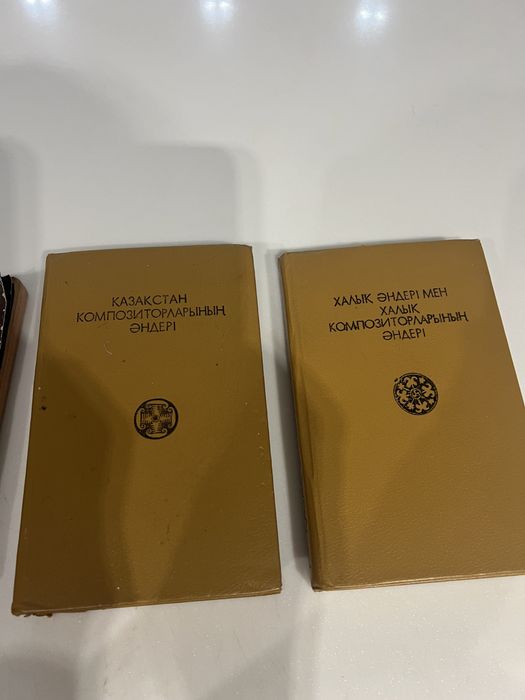 ҚАЗАҚСТАН
КОМПОЗИТОРЛАРЫНЫҢ
ӘНДЕРІ
ХАЛЫҚ ӘНДЕРІ МЕН
ХАЛЫҚ
КОМПОЗИТОРЛАРЫНЫҢ
ӘНДЕРІ